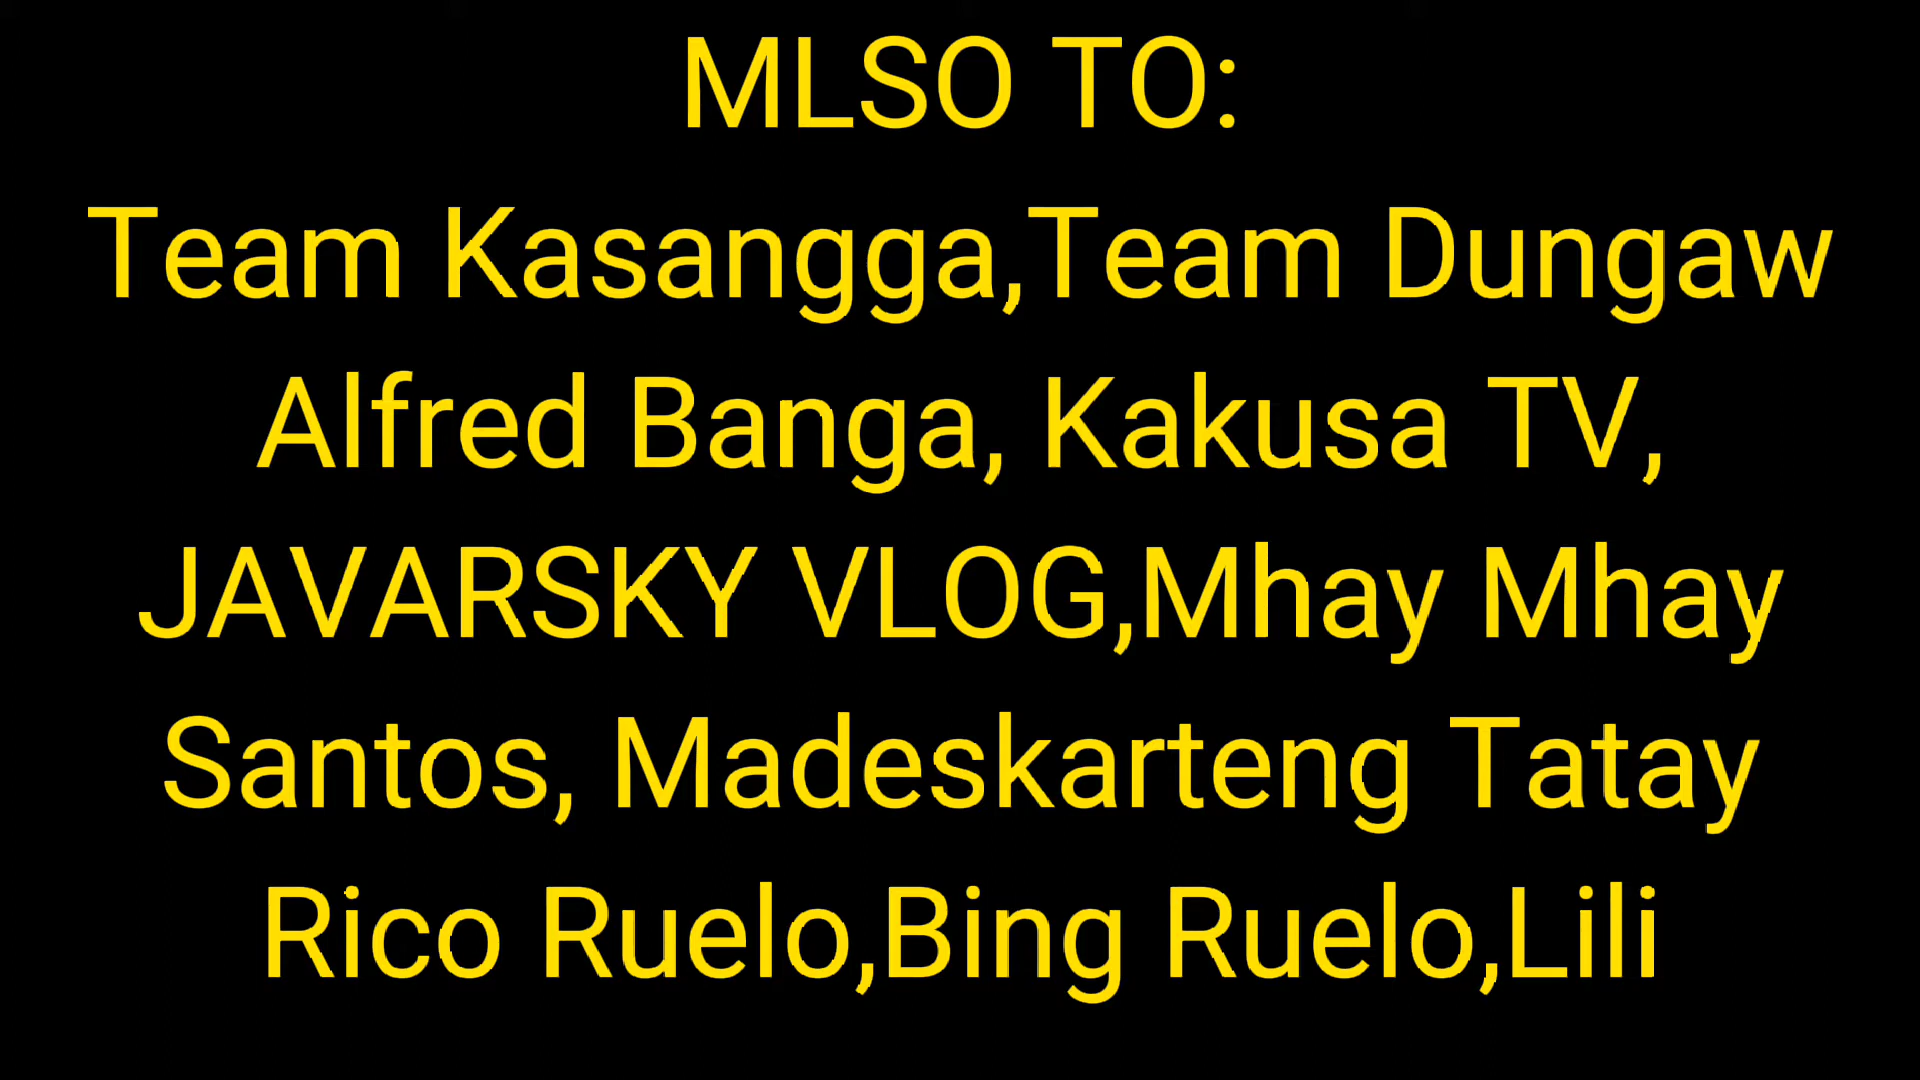 MLSO TO:
Team Kasangga,Team Dungaw
Alfred Banga, Kakusa TV,
JAVARSKY VLOG,Mhay Mhay
Santos, Madeskarteng Tatay
Rico Ruelo,Bing Ruelo,Lili